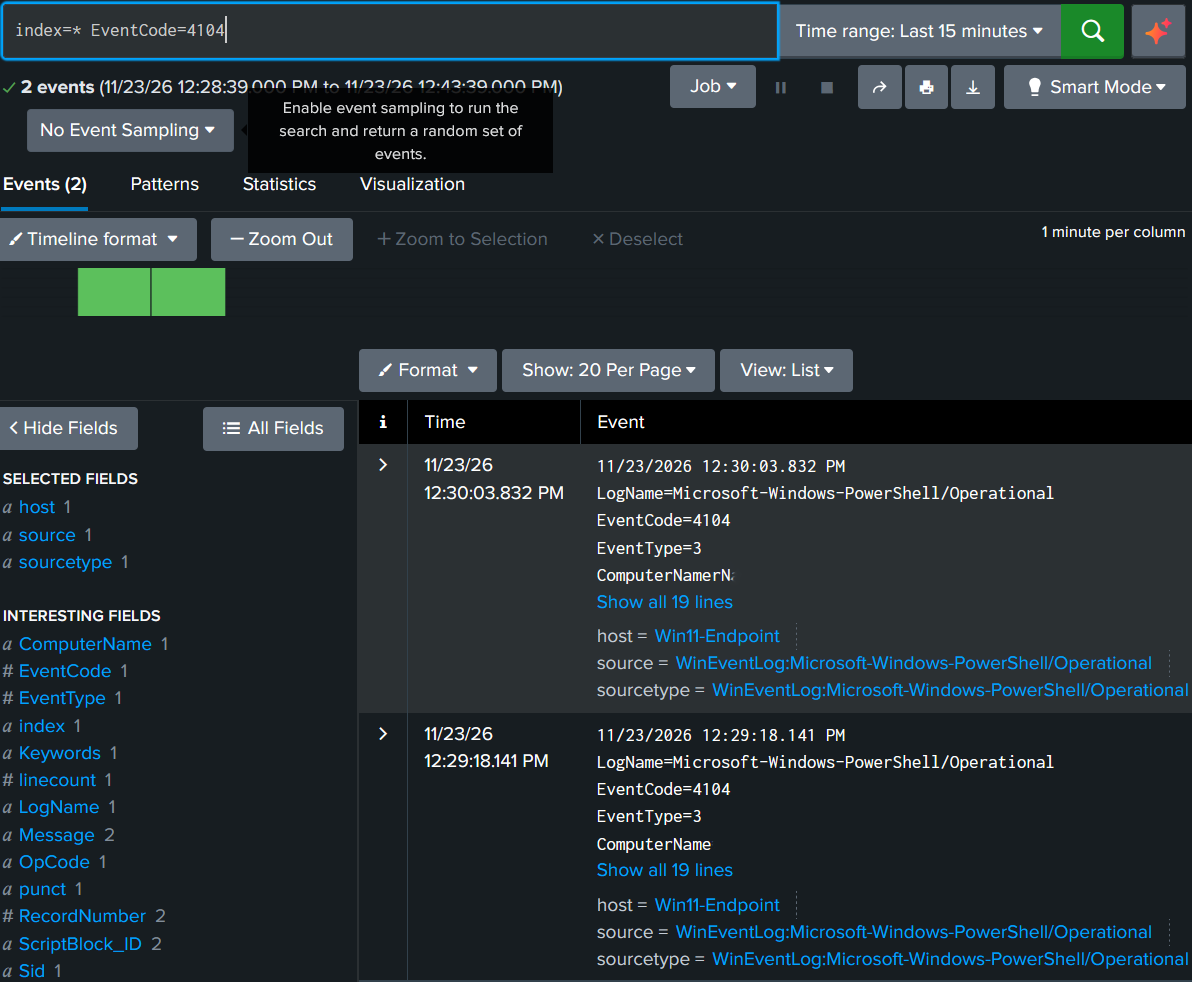 index=* EventCode=4104
Time range: Last 15 minutes
2 events (11/23/26 12:28:39.000 PM to 11/23/26 12:43:39.000 PM)
Job
Smart Mode
No Event Sampling
Enable event sampling to run the
search and return a random set of
events.
Events (2) Patterns Statistics Visualization
Timeline format
— Zoom Out
+ Zoom to Selection
× Deselect
1 minute per column
Format
Show: 20 Per Page
View: List
Hide Fields
All Fields
SELECTED FIELDS
a host 1
a source 1
a sourcetype 1
INTERESTING FIELDS
a ComputerName 1
# EventCode 1
# EventType 1
a index 1
a Keywords 1
# linecount 1
a LogName 1
a Message 2
a OpCode 1
a punct 1
# RecordNumber 2
a ScriptBlock_ID 2
a Sid 1
i Time Event
11/23/26
12:30:03.832 PM
11/23/2026 12:30:03.832 PM
LogName=Microsoft-Windows-PowerShell/Operational
EventCode=4104
EventType=3
Show all 19 lines
host = Win11-Endpoint
source = WinEventLog:Microsoft-Windows-PowerShell/Operational
sourcetype = WinEventLog:Microsoft-Windows-PowerShell/Operational
11/23/26
12:29:18.141 PM
11/23/2026 12:29:18.141 PM
LogName=Microsoft-Windows-PowerShell/Operational
EventCode=4104
EventType=3
ComputerName
Show all 19 lines
host = Win11-Endpoint
source = WinEventLog:Microsoft-Windows-PowerShell/Operational
sourcetype = WinEventLog:Microsoft-Windows-PowerShell/Operational